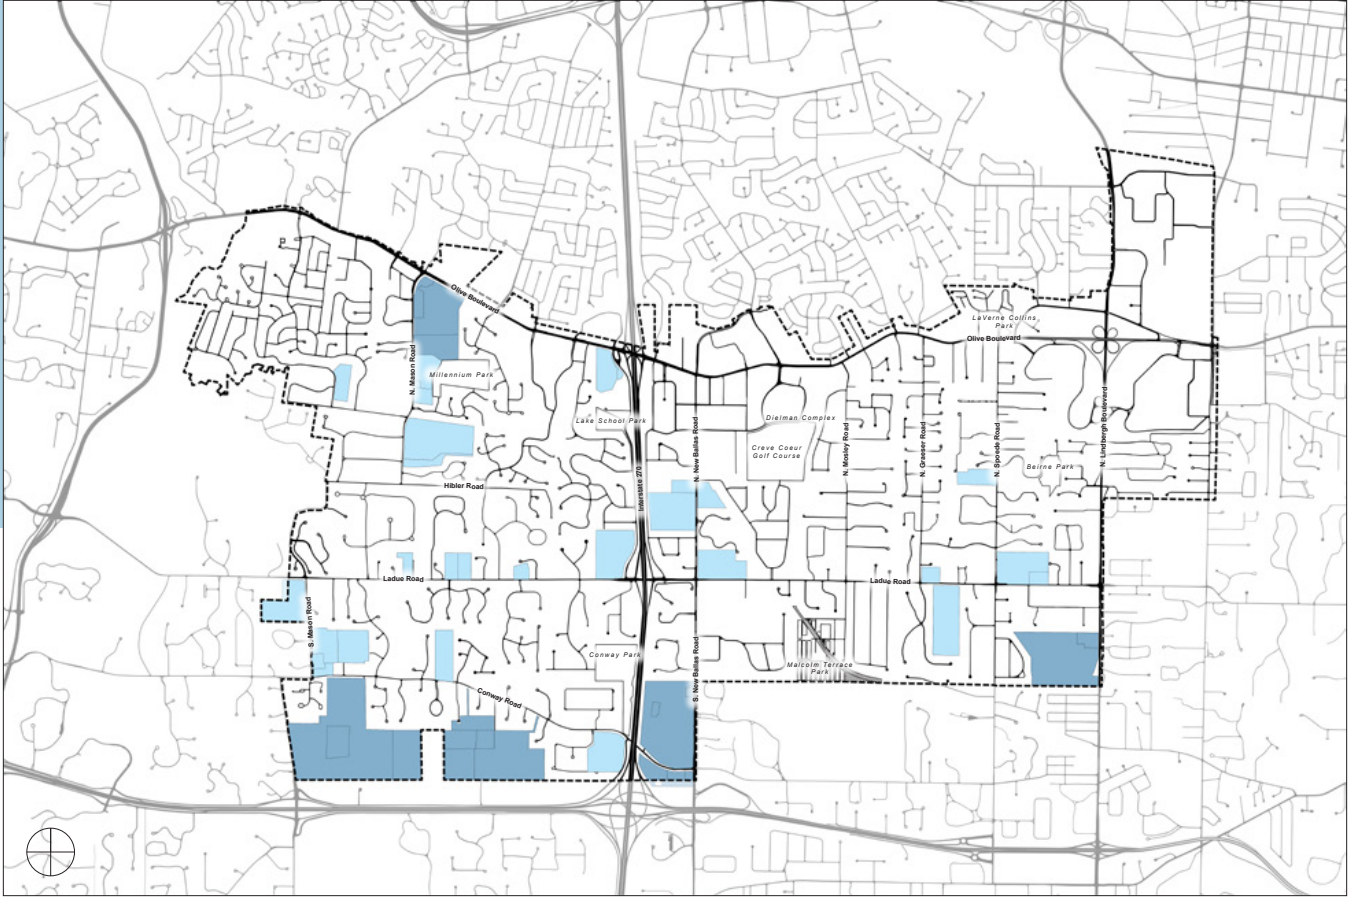 Olive Boulevard
LaVerne Collins
Park
Olive Boulevard
N. Mason Road
Millennium Park
Lake School Park
Dielman Complex
Creve Coeur
Golf Course
N. New Ballas Road
N. Mosley Road
N. Graeser Road
N. Spoede Road
N. Lindbergh Boulevard
Beirne Park
Interstate 270
Hibler Road
Ladue Road
Ladue Road
S. Mason Road
Conway Park
S. New Ballas Road
Malcolm Terrace
Park
Conway Road